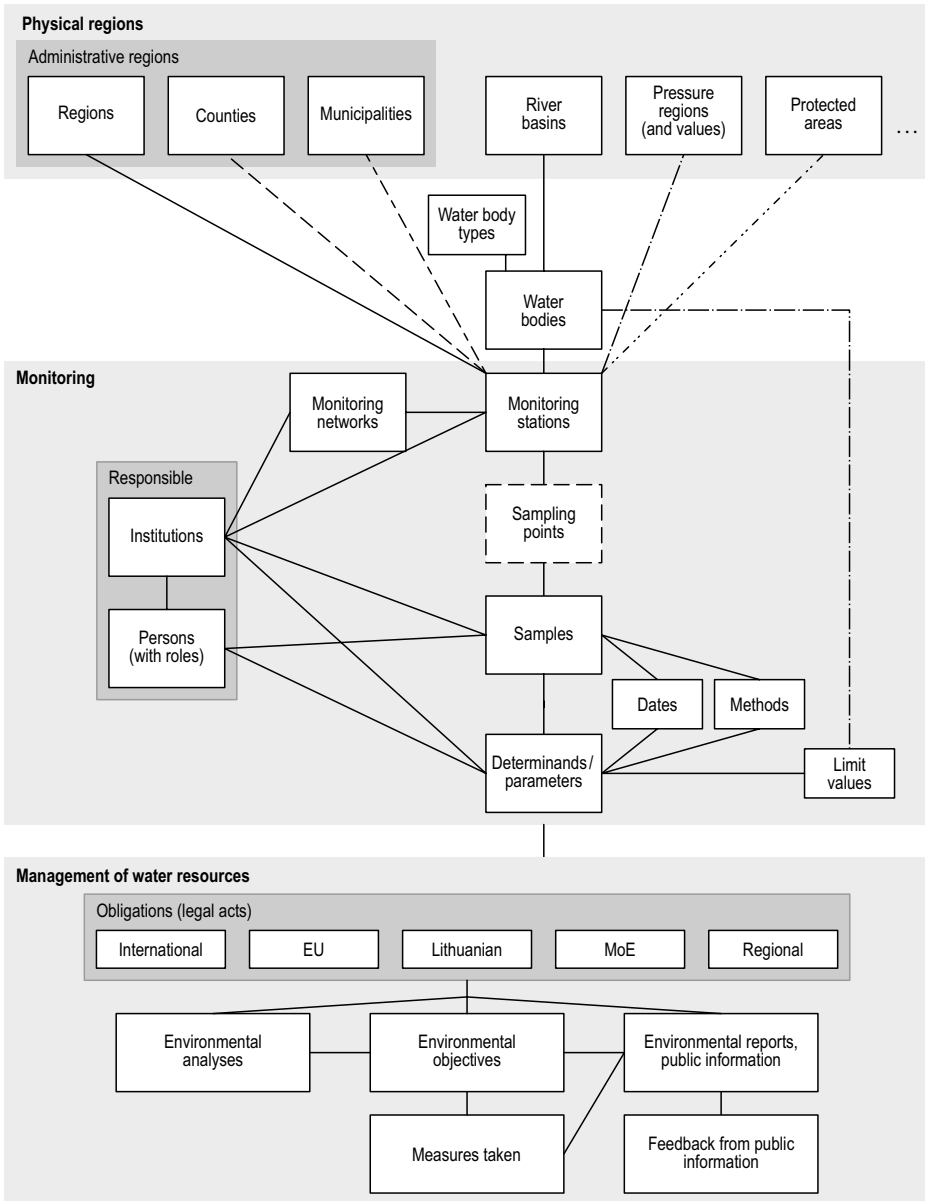 Physical regions
Administrative regions
Regions
Counties
Municipalities
River
basins
Pressure
regions
(and values)
Protected
areas
...
Water body
types
Water
bodies
Monitoring
Monitoring
networks
Monitoring
stations
Responsible
Institutions
Sampling
points
Persons
(with roles)
Samples
Dates
Methods
Determinands/
parameters
Limit
values
Management of water resources
Obligations (legal acts)
International
EU
Lithuanian
MoE
Regional
Environmental
analyses
Environmental
objectives
Environmental reports,
public information
Measures taken
Feedback from public
information